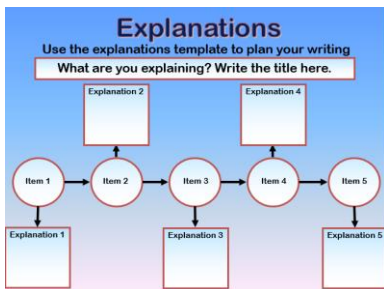 Explanations
Use the explanations template to plan your writing
What are you explaining? Write the title here.
Explanation 2
Explanation 4
Item 1
Item 2
Item 3
Item 4
Item 5
Explanation 1
Explanation 3
Explanation 5